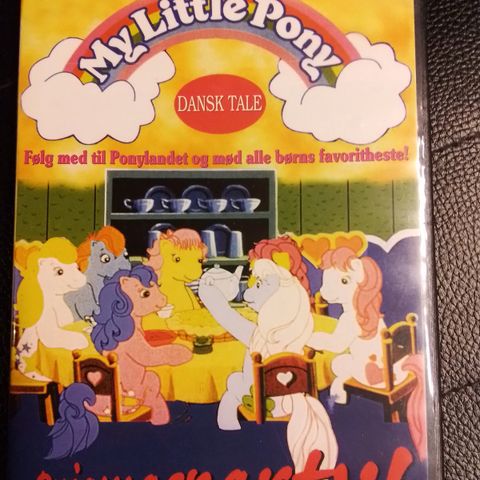 My Little Pony
DANSK TALE
Følg med til Ponylandet og mød alle børns favoritheste!